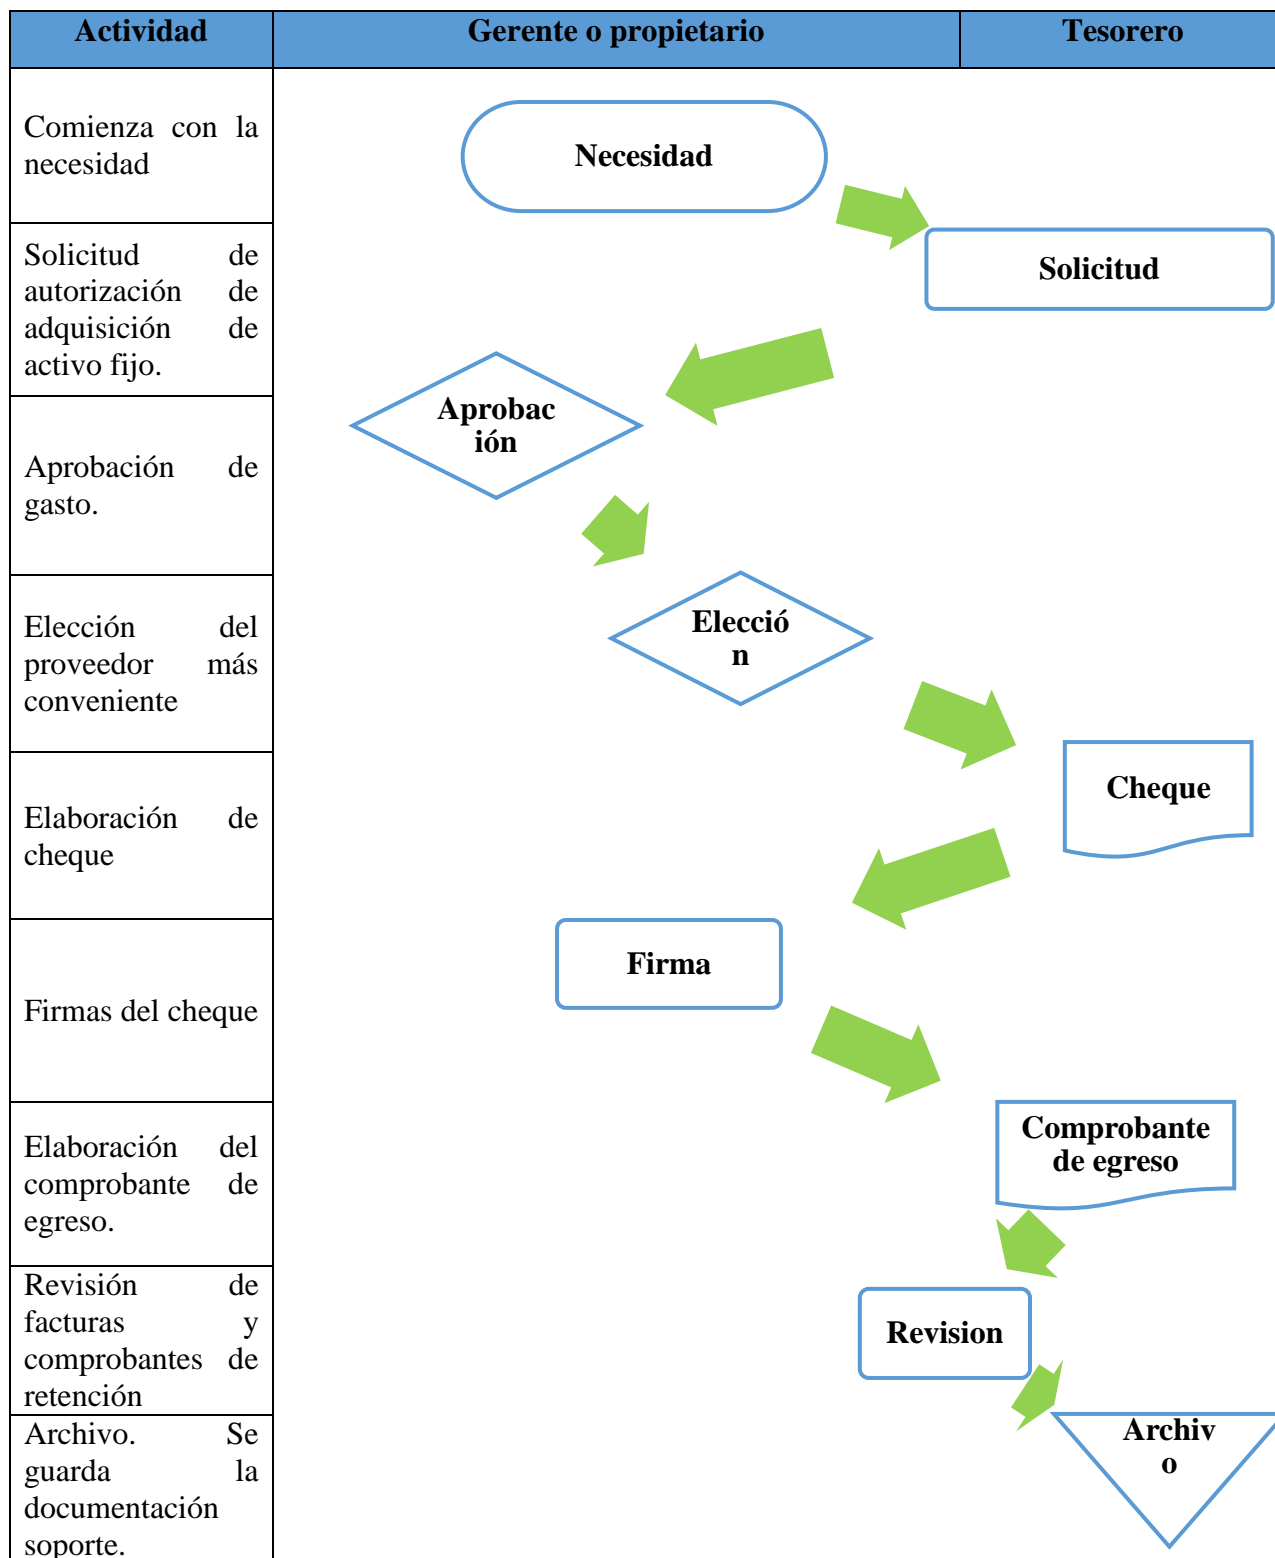 Actividad
Gerente o propietario
Tesorero
Comienza con la
necesidad
Necesidad
Solicitud de
autorización de
adquisición de
activo fijo.
Solicitud
Aprobación de
gasto.
Aprobac
ión
Elección del
proveedor más
conveniente
Elecció
n
Elaboración de
cheque
Cheque
Firmas del cheque
Firma
Elaboración del
comprobante de
egreso.
Comprobante
de egreso
Revisión de
facturas y
comprobantes de
retención
Revision
Archivo. Se
guarda la
documentación
soporte.
Archiv
o